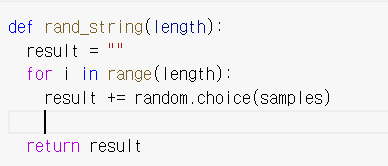 def rand_string(length):
  result = ""
  for i in range(length):
    result += random.choice(samples)
  return result